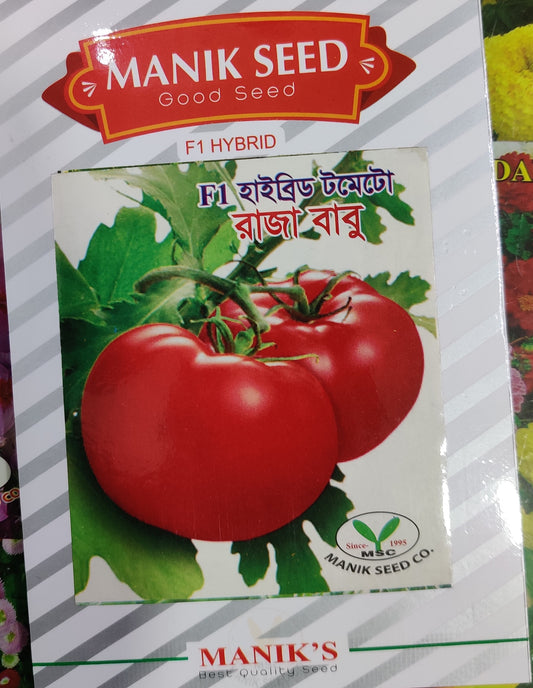 MANIK SEED
Good Seed
F1 HYBRID
F1 হাইব্রিড টমেটো
রাজা বাবু
DA
Since- 1995
MSC
MANIK SEED CO.
MANIK'S
Best Quality Seed